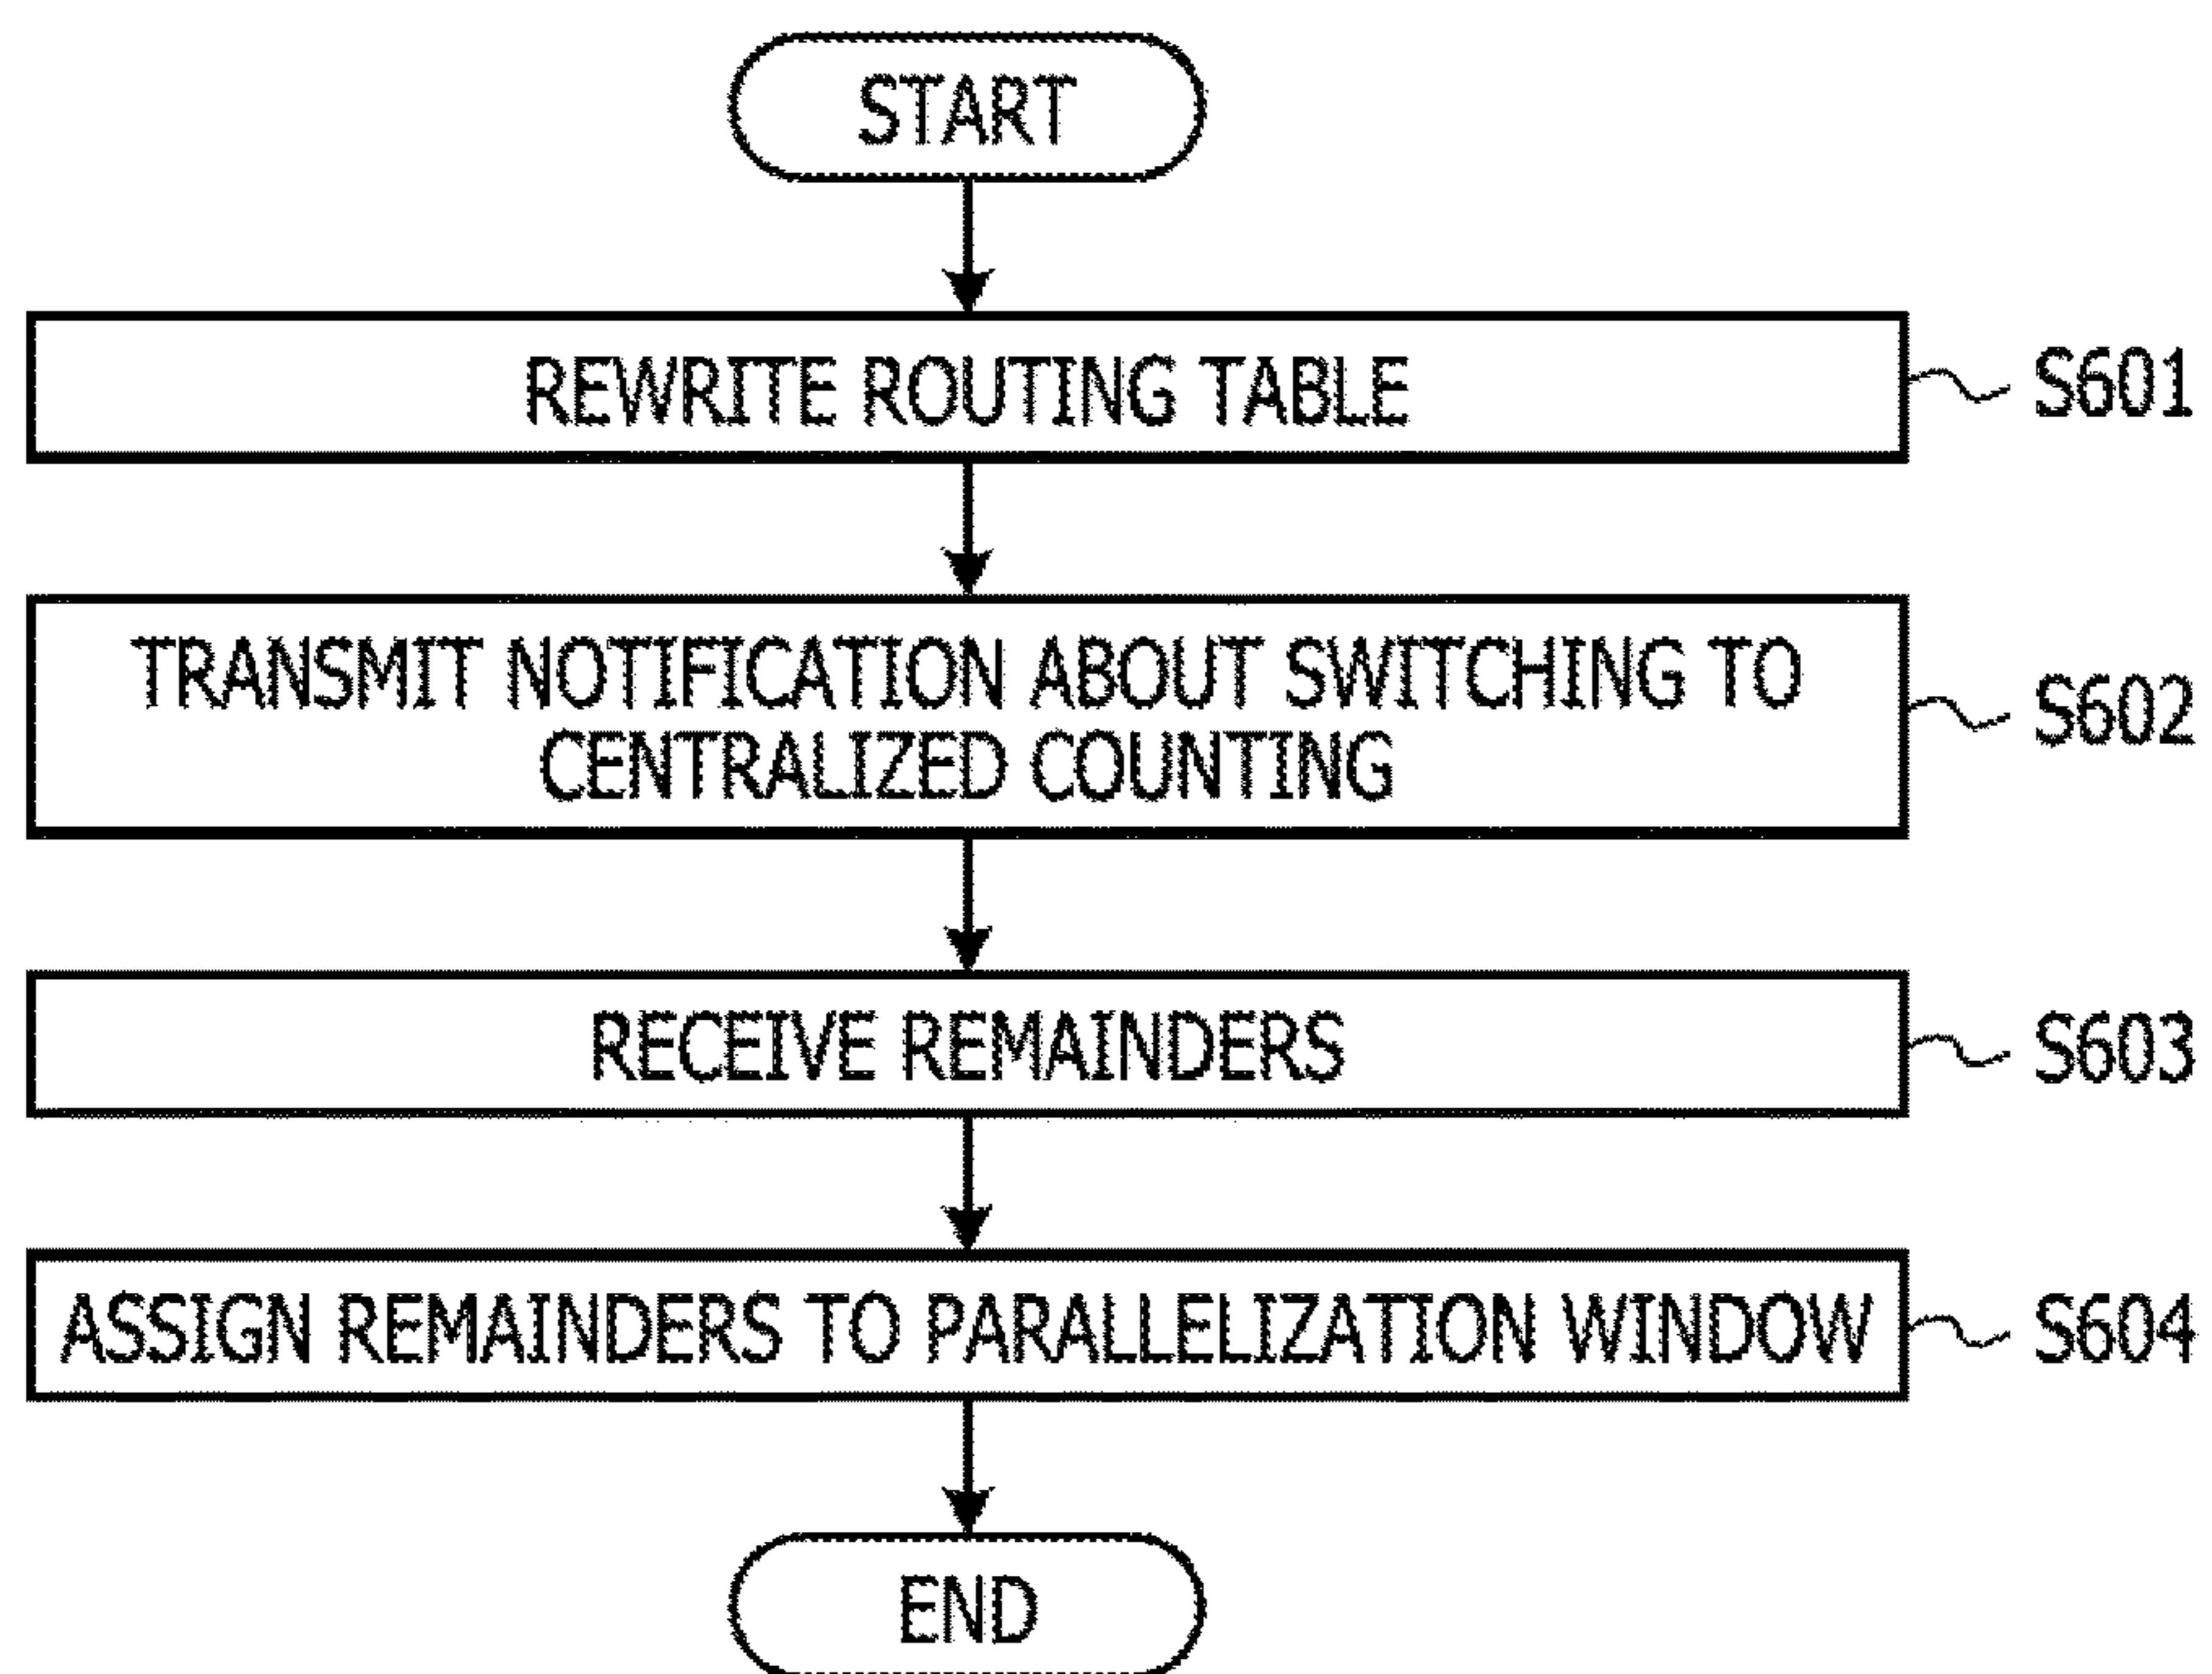 START
REWRITE ROUTING TABLE
S601
TRANSMIT NOTIFICATION ABOUT SWITCHING TO
CENTRALIZED COUNTING
S602
RECEIVE REMAINDERS
S603
ASSIGN REMAINDERS TO PARALLELIZATION WINDOW
S604
END